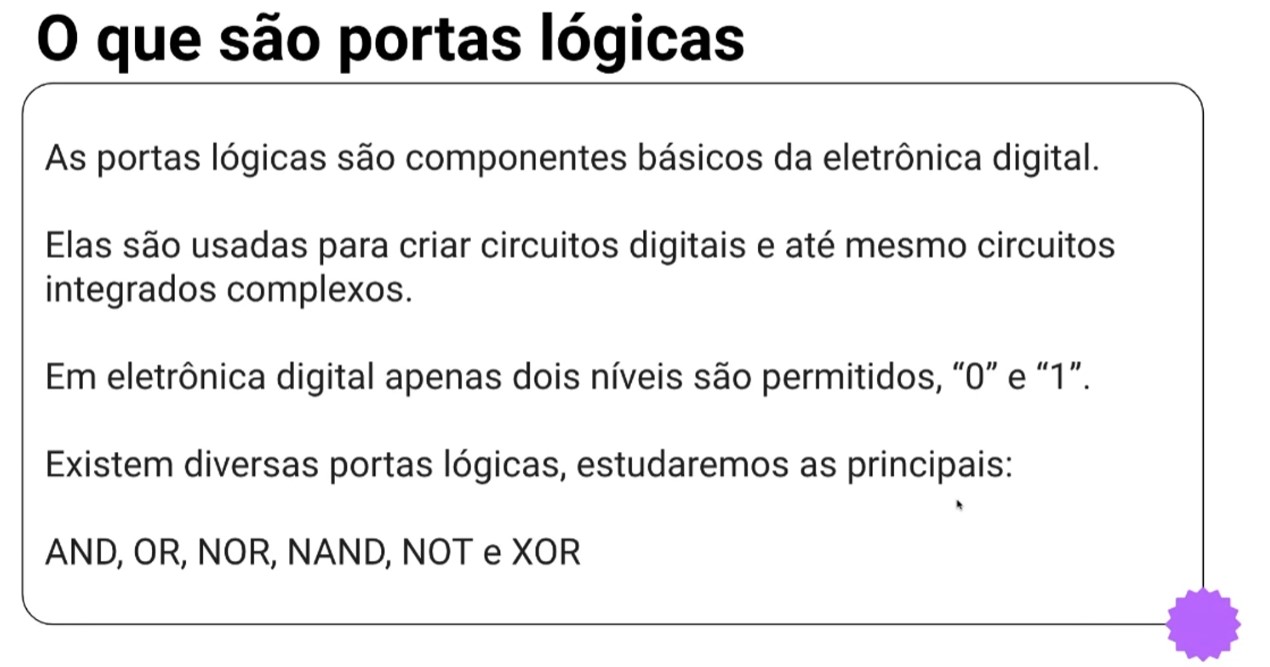 O que são portas lógicas
As portas lógicas são componentes básicos da eletrônica digital.
Elas são usadas para criar circuitos digitais e até mesmo circuitos
integrados complexos.
Em eletrônica digital apenas dois níveis são permitidos, “0” e “1”.
Existem diversas portas lógicas, estudaremos as principais:
AND, OR, NOR, NAND, NOT e XOR